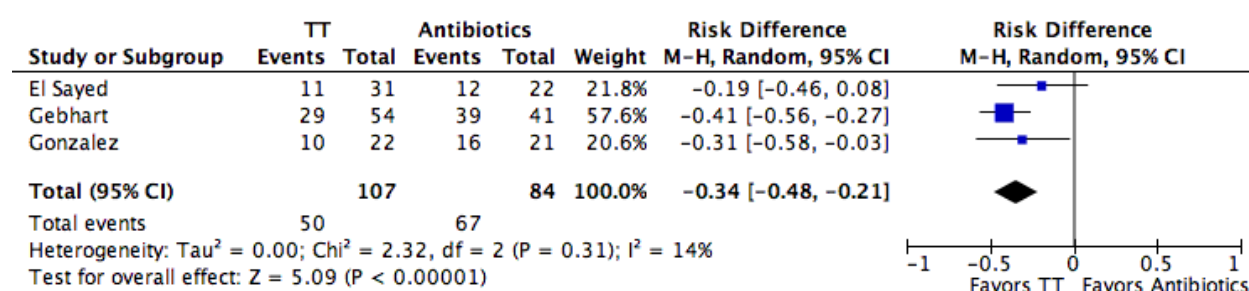 TT Antibiotics Risk Difference Risk Difference
Study or Subgroup Events Total Events Total Weight M-H, Random, 95% CI M-H, Random, 95% CI
El Sayed 11 31 12 22 21.8% -0.19 [-0.46, 0.08]
Gebhart 29 54 39 41 57.6% -0.41 [-0.56, -0.27]
Gonzalez 10 22 16 21 20.6% -0.31 [-0.58, -0.03]
Total (95% CI) 107 84 100.0% -0.34 [-0.48, -0.21]
Total events 50 67
Heterogeneity: Tau² = 0.00; Chi² = 2.32, df = 2 (P = 0.31); I² = 14%
Test for overall effect: Z = 5.09 (P < 0.00001)
-1 -0.5 0 0.5 1
Favors TT Favors Antibiotics